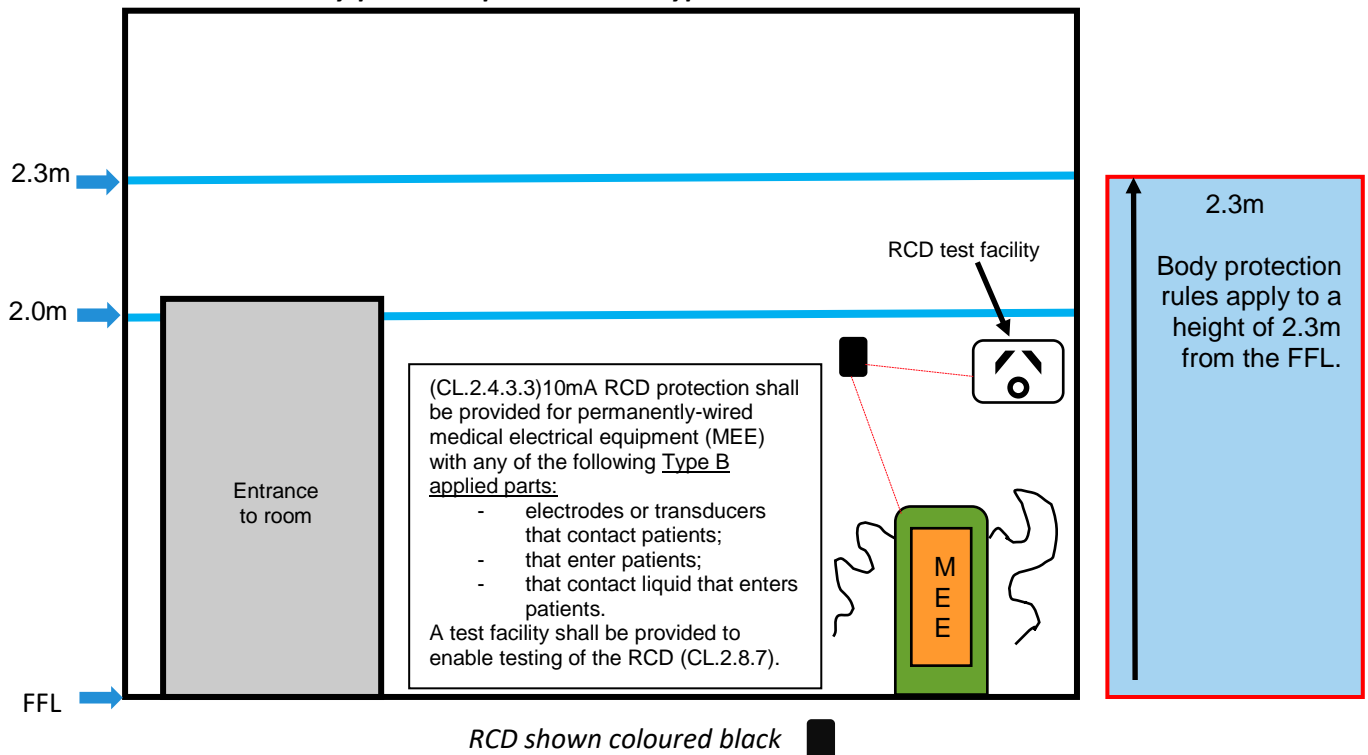 2.3m
2.0m
FFL
Entrance
to room
(CL.2.4.3.3)10mA RCD protection shall
be provided for permanently-wired
medical electrical equipment (MEE)
with any of the following Type B
applied parts:
- electrodes or transducers
that contact patients;
- that enter patients;
- that contact liquid that enters
patients.
A test facility shall be provided to
enable testing of the RCD (CL.2.8.7).
RCD test facility
M
E
E
2.3m
Body protection
rules apply to a
height of 2.3m
from the FFL.
RCD shown coloured black